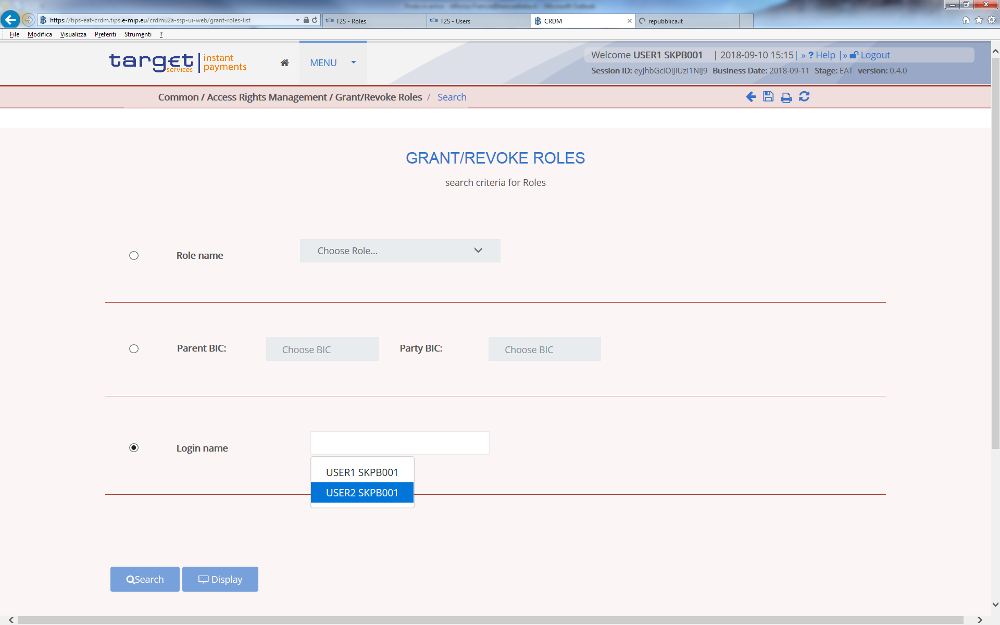 https://tips-eat-crdm.tips.e-mip.eu/crdmu2a-ssp-ui-web/grant-roles-list
T2S - Roles
T2S - Users
CRDM
repubblica.it
File Modifica Visualizza Preferiti Strumenti ?
target services | instant payments
MENU
Welcome USER1 SKPB001 | 2018-09-10 15:15| » ? Help |» Logout
Session ID: eyJhbGciOiJIUzI1NiJ9 Business Date: 2018-09-11 Stage: EAT version: 0.4.0
Common / Access Rights Management / Grant/Revoke Roles / Search
GRANT/REVOKE ROLES
search criteria for Roles
Role name
Choose Role...
Parent BIC:
Choose BIC
Party BIC:
Choose BIC
Login name
USER1 SKPB001
USER2 SKPB001
Search
Display